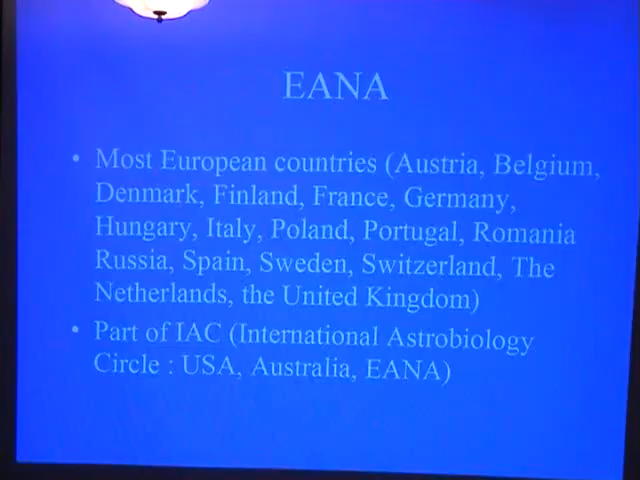 EANA
• Most European countries (Austria, Belgium,
Denmark, Finland, France, Germany,
Hungary, Italy, Poland, Portugal, Romania
Russia, Spain, Sweden, Switzerland, The
Netherlands, the United Kingdom)
• Part of IAC (International Astrobiology
Circle : USA, Australia, EANA)